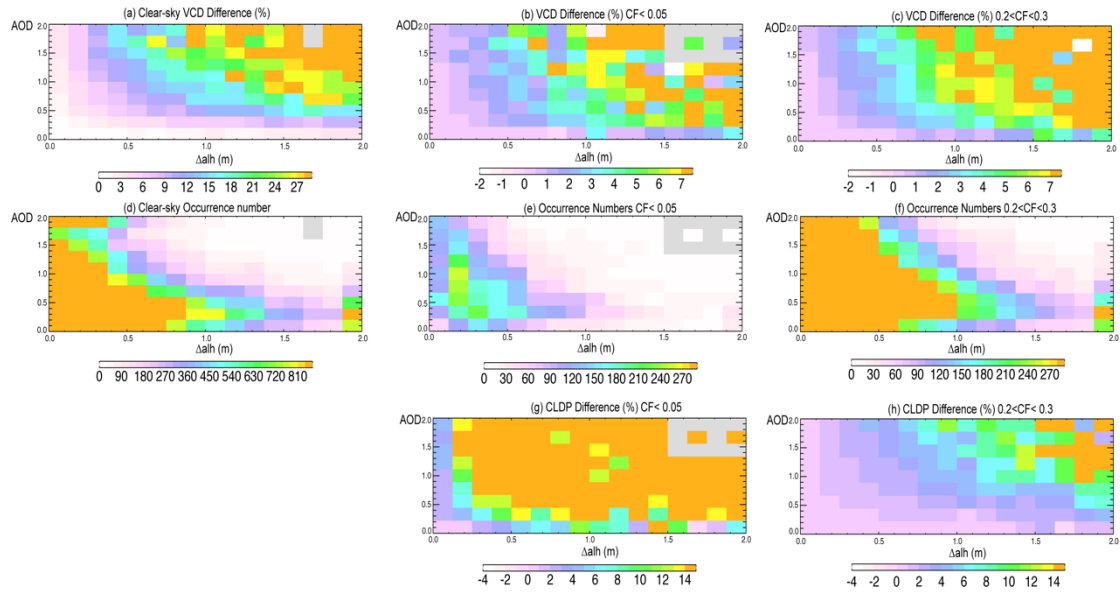 (a) Clear-sky VCD Difference (%)
AOD 2.0
1.5
1.0
0.5
0.0
0.0 0.5 1.0 1.5 2.0
Δalh (m)
0 3 6 9 12 15 18 21 24 27
(b) VCD Difference (%) CF< 0.05
AOD 2.0
1.5
1.0
0.5
0.0
0.0 0.5 1.0 1.5 2.0
Δalh (m)
-2 -1 0 1 2 3 4 5 6 7
(c) VCD Difference (%) 0.2<CF<0.3
AOD 2.0
1.5
1.0
0.5
0.0
0.0 0.5 1.0 1.5 2.0
Δalh (m)
-2 -1 0 1 2 3 4 5 6 7
(d) Clear-sky Occurrence number
AOD 2.0
1.5
1.0
0.5
0.0
0.0 0.5 1.0 1.5 2.0
Δalh (m)
0 90 180 270 360 450 540 630 720 810
(e) Occurrence Numbers CF< 0.05
AOD 2.0
1.5
1.0
0.5
0.0
0.0 0.5 1.0 1.5 2.0
Δalh (m)
0 30 60 90 120 150 180 210 240 270
(f) Occurrence Numbers 0.2<CF<0.3
AOD 2.0
1.5
1.0
0.5
0.0
0.0 0.5 1.0 1.5 2.0
Δalh (m)
0 30 60 90 120 150 180 210 240 270
(g) CLDP Difference (%) CF< 0.05
AOD 2.0
1.5
1.0
0.5
0.0
0.0 0.5 1.0 1.5 2.0
Δalh (m)
-4 -2 0 2 4 6 8 10 12 14
(h) CLDP Difference (%) 0.2<CF< 0.3
AOD 2.0
1.5
1.0
0.5
0.0
0.0 0.5 1.0 1.5 2.0
Δalh (m)
-4 -2 0 2 4 6 8 10 12 14